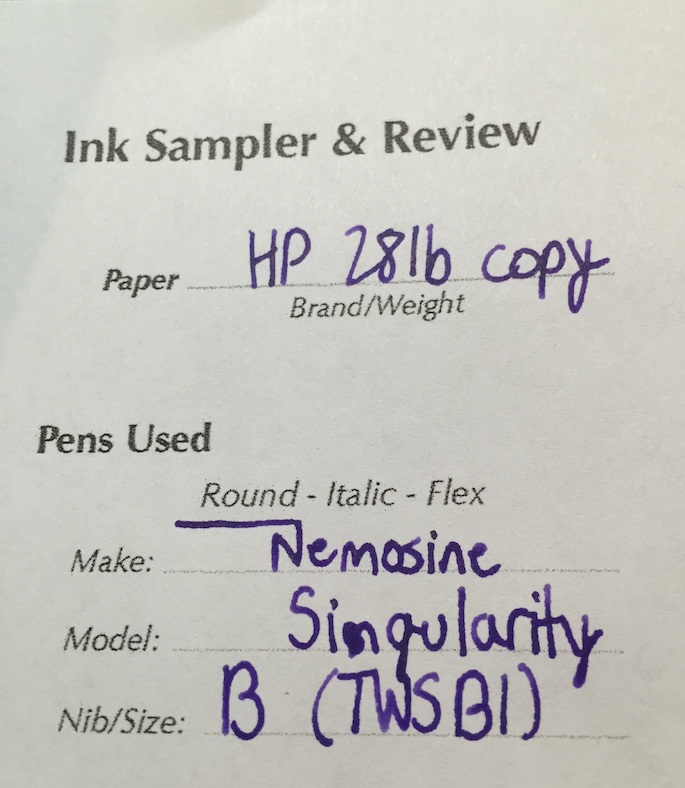 Ink Sampler & Review
Paper HP 28lb copy
Brand/Weight
Pens Used
Round - Italic - Flex
Make: Nemosine
Model: Singularity
Nib/Size: B (TWSBI)